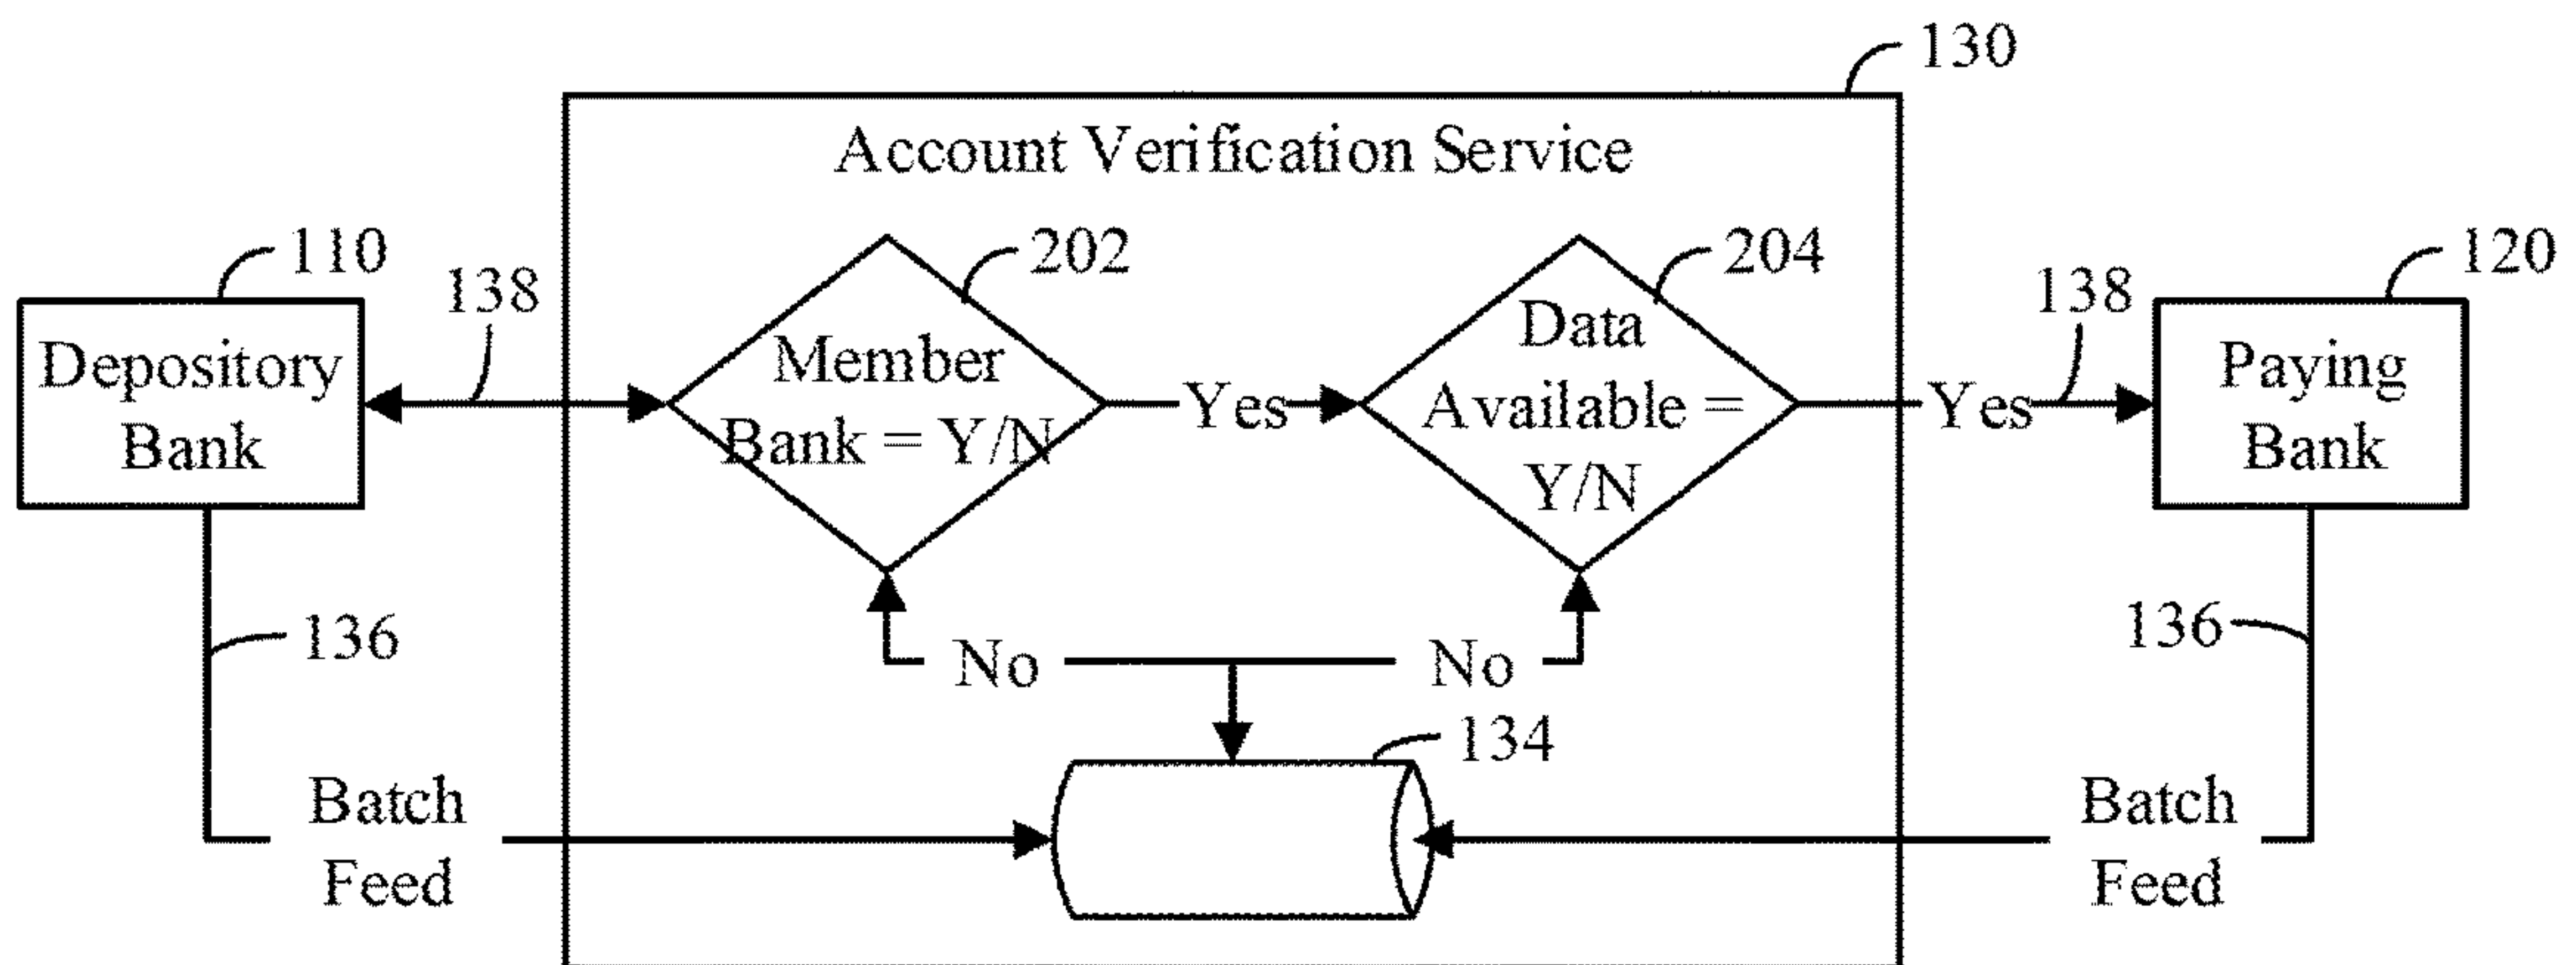 130
Account Verification Service
110
138
202
204
138
120
Depository
Bank
Member
Bank = Y/N
Yes
Data
Available =
Y/N
Yes
Paying
Bank
136
No
No
136
134
Batch
Feed
Batch
Feed